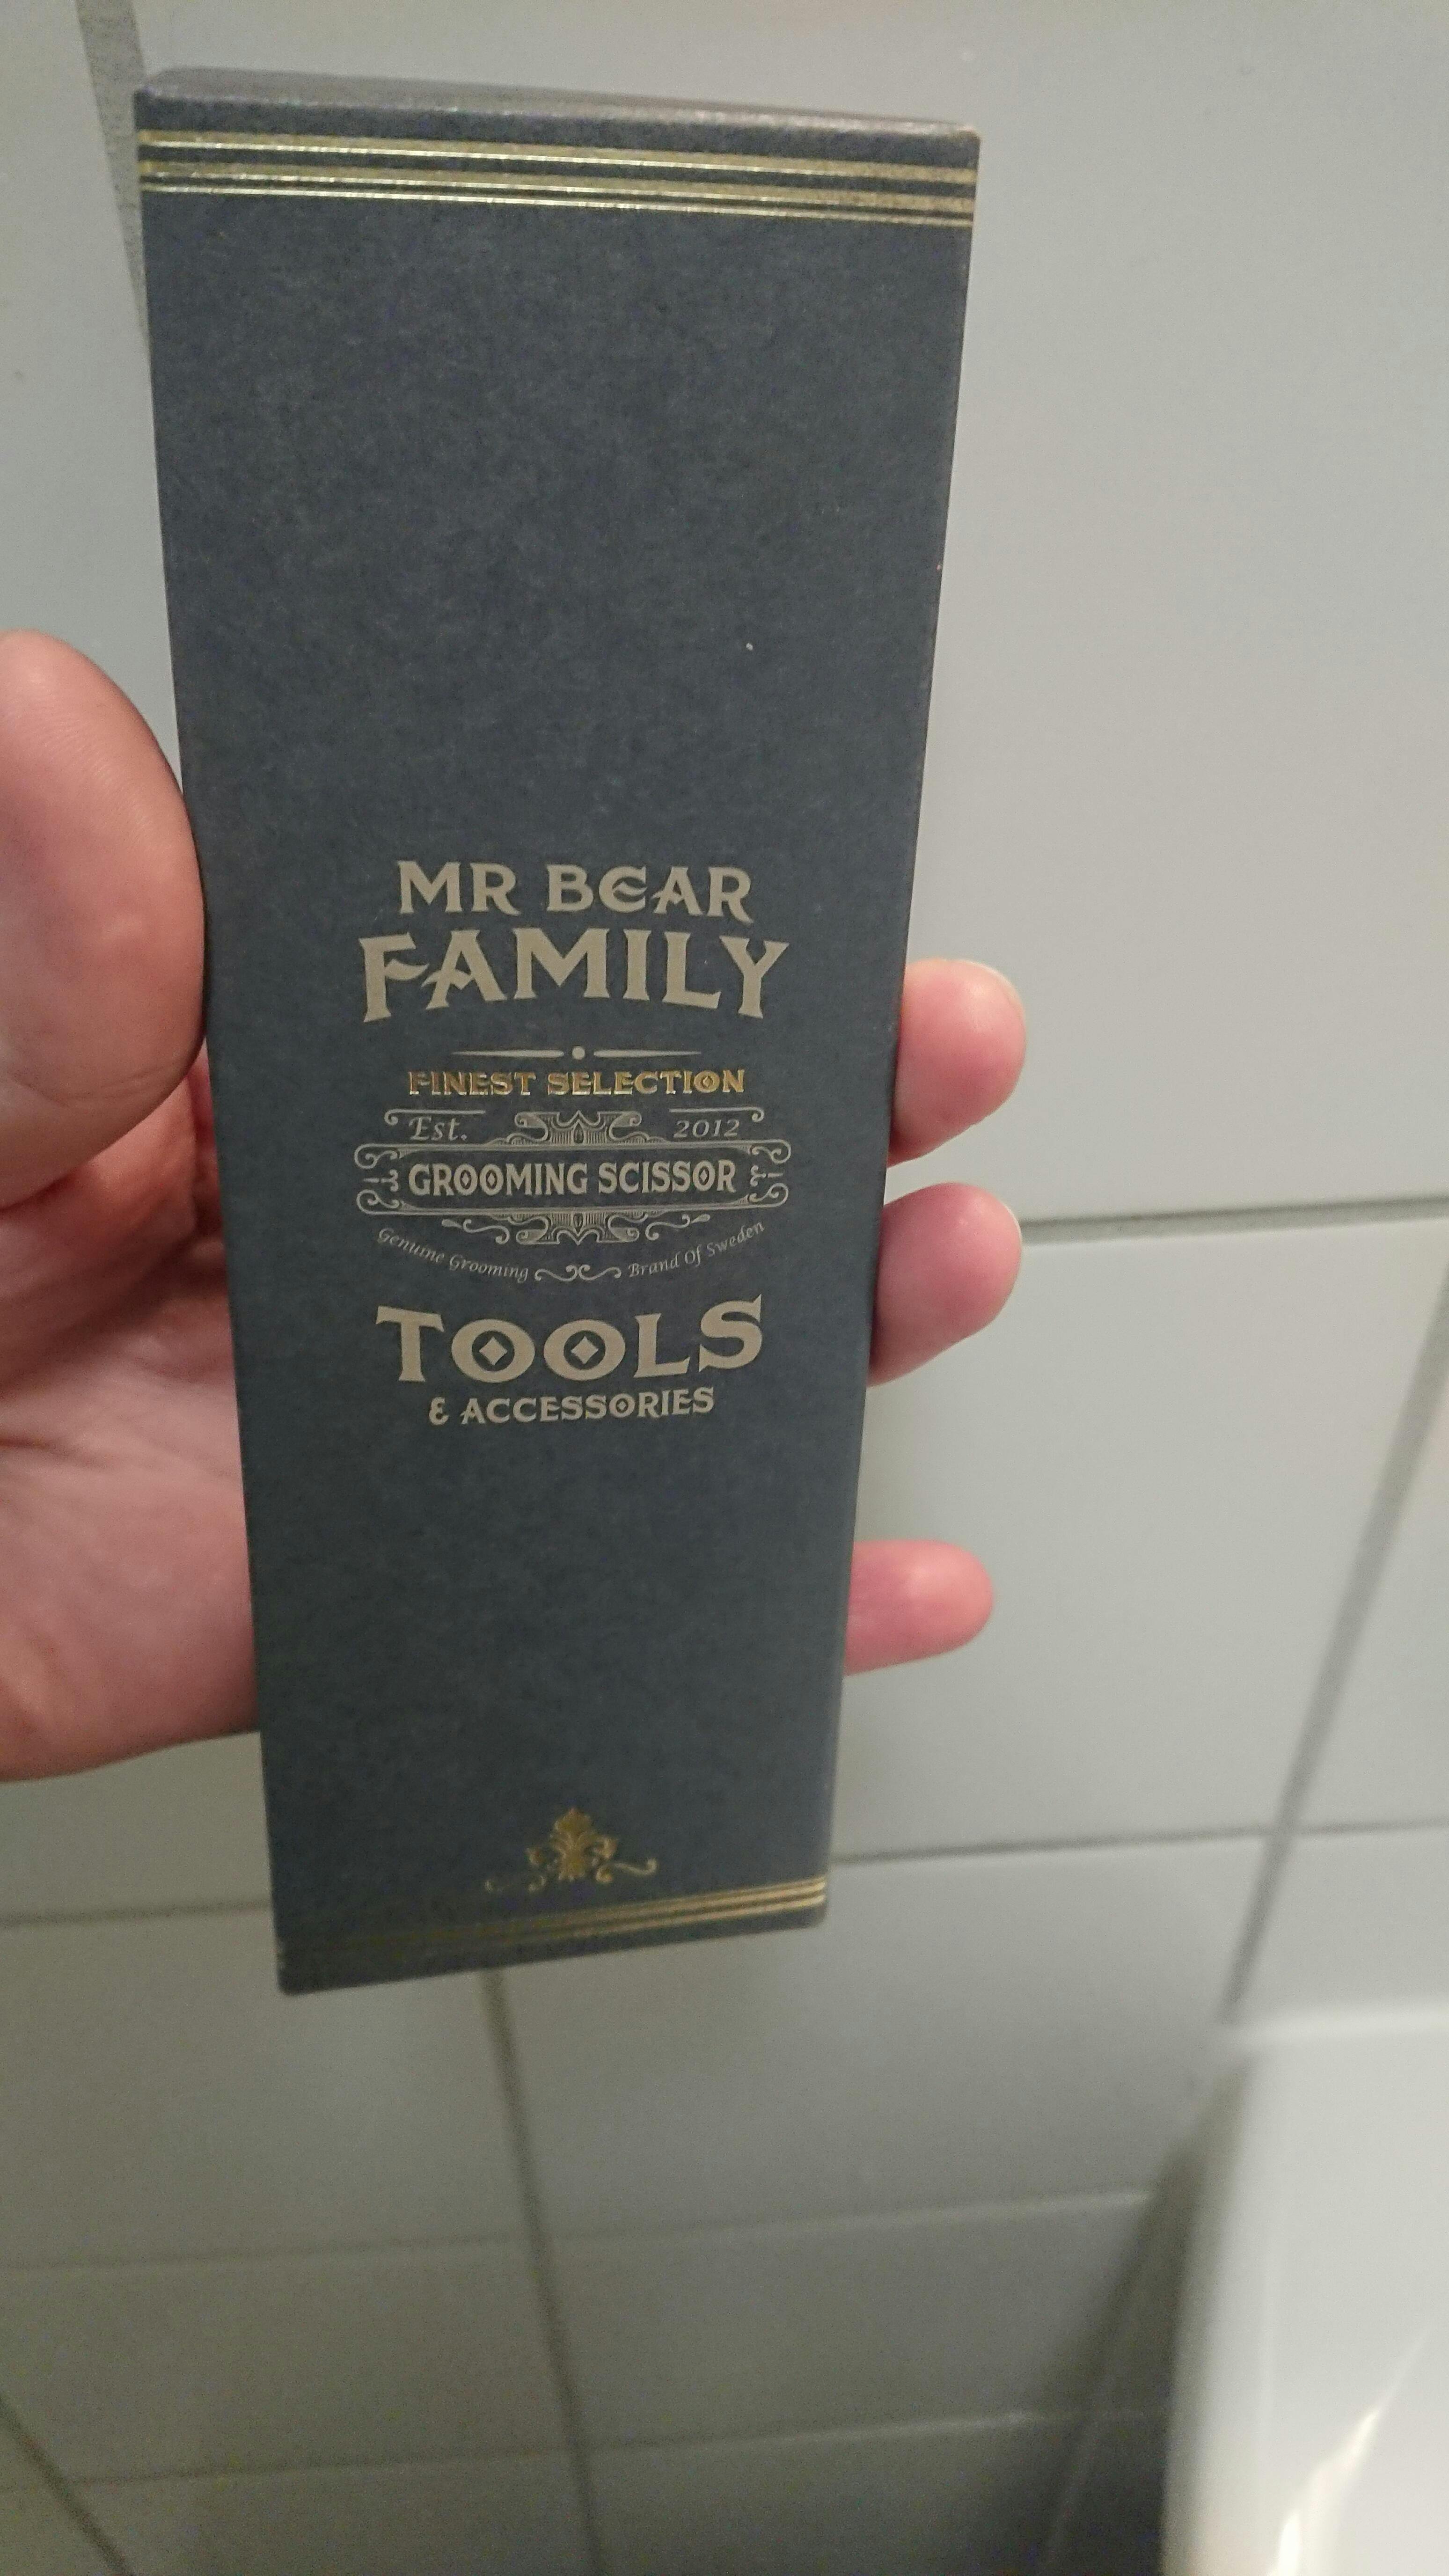 MR BEAR
FAMILY
FINEST SELECTION
Est. 2012
GROOMING SCISSOR
Genuine Grooming Brand Of Sweden
TOOLS
& ACCESSORIES